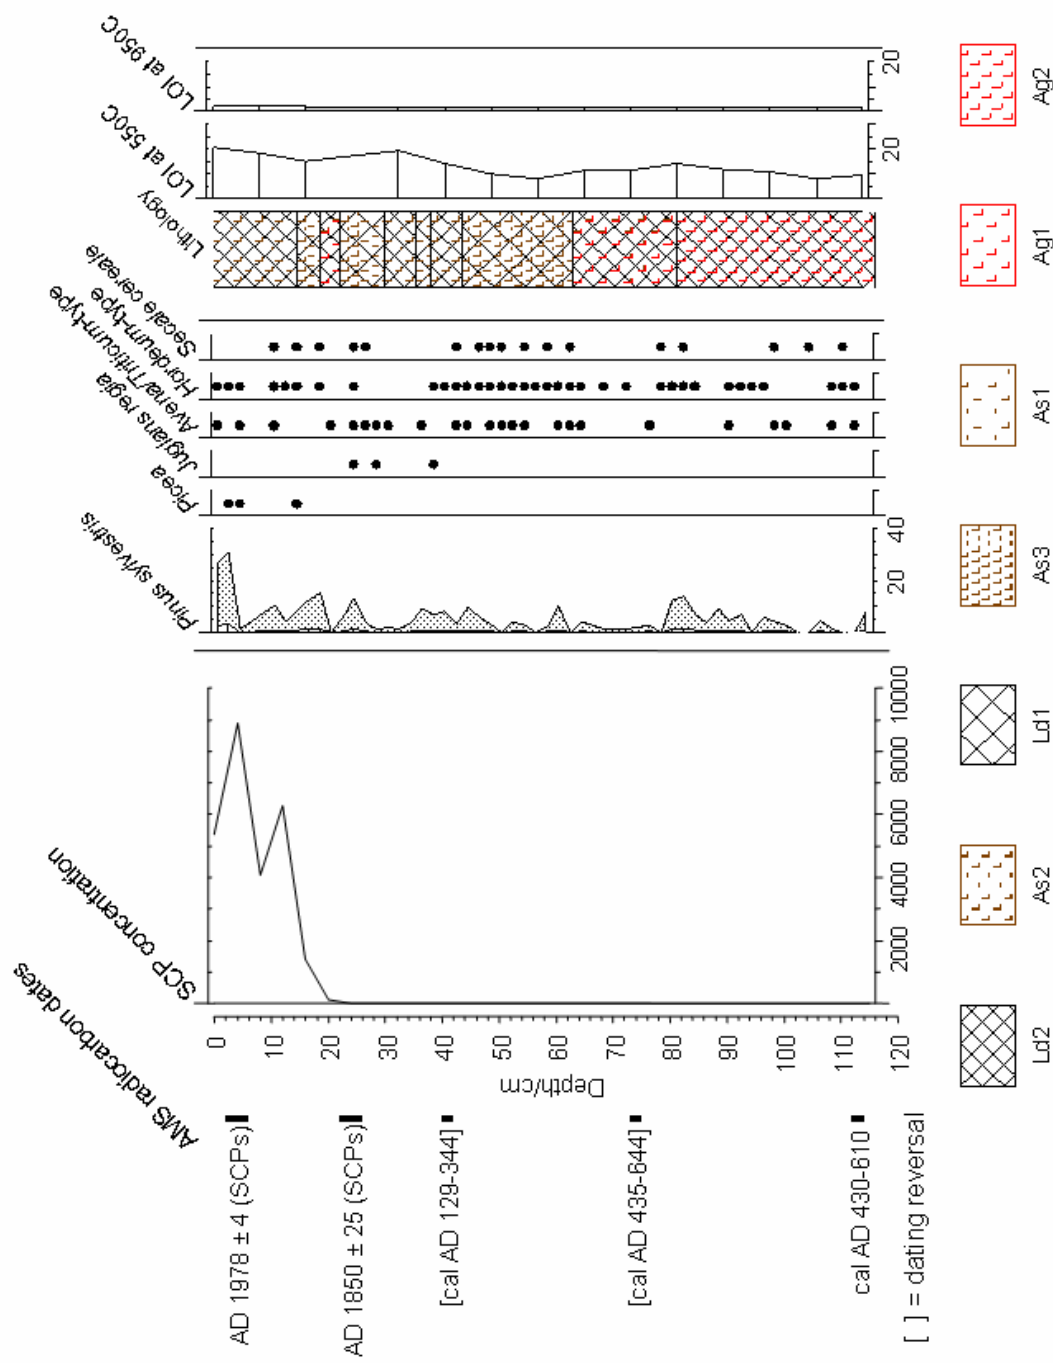 AMS radiocarbon dates
SCP concentration
Pinus sylvestris
Picea
Juglans regia
Avena/Triticum-type
Hordeum-type
Secale cereale
Lithology
LOI at 550C
LOI at 950C
AD 1978 ± 4 (SCPs)
AD 1850 ± 25 (SCPs)
[cal AD 129-344]
[cal AD 435-644]
cal AD 430-610
[ ] = dating reversal
Depth/cm
0
10
20
30
40
50
60
70
80
90
100
110
120
2000 4000 6000 8000 10000
20 40
20
20
Ld2 As2 Ld1 As3 As1 Ag1 Ag2